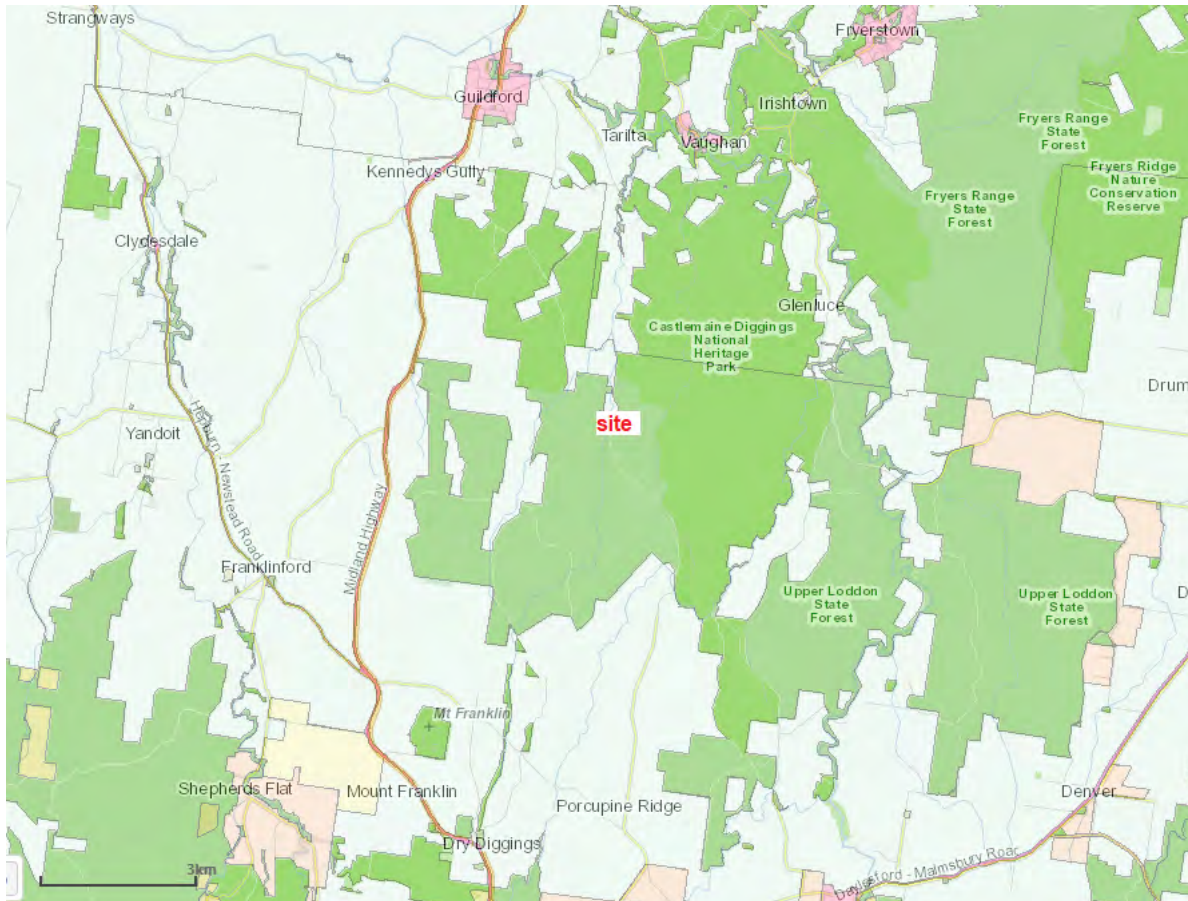 Strangways
Fryerstown
Guildford
Irishtown
Fryers Range
State
Forest
Tarilta
Vaughan
Kennedys Gully
Fryers Ridge
Nature
Conservation
Reserve
Fryers Range
State
Forest
Clydesdale
Glenluce
Castlemaine Diggings
National
Heritage
Park
Drum
site
Yandoit
Hepburn - Newstead Road
Midland Highway
Franklinford
Upper Loddon
State
Forest
Upper Loddon
State
Forest
D
Mt Franklin
Shepherds Flat
Mount Franklin
Porcupine Ridge
Denver
Dry Diggings
Daylesford - Malmsbury Road
3km